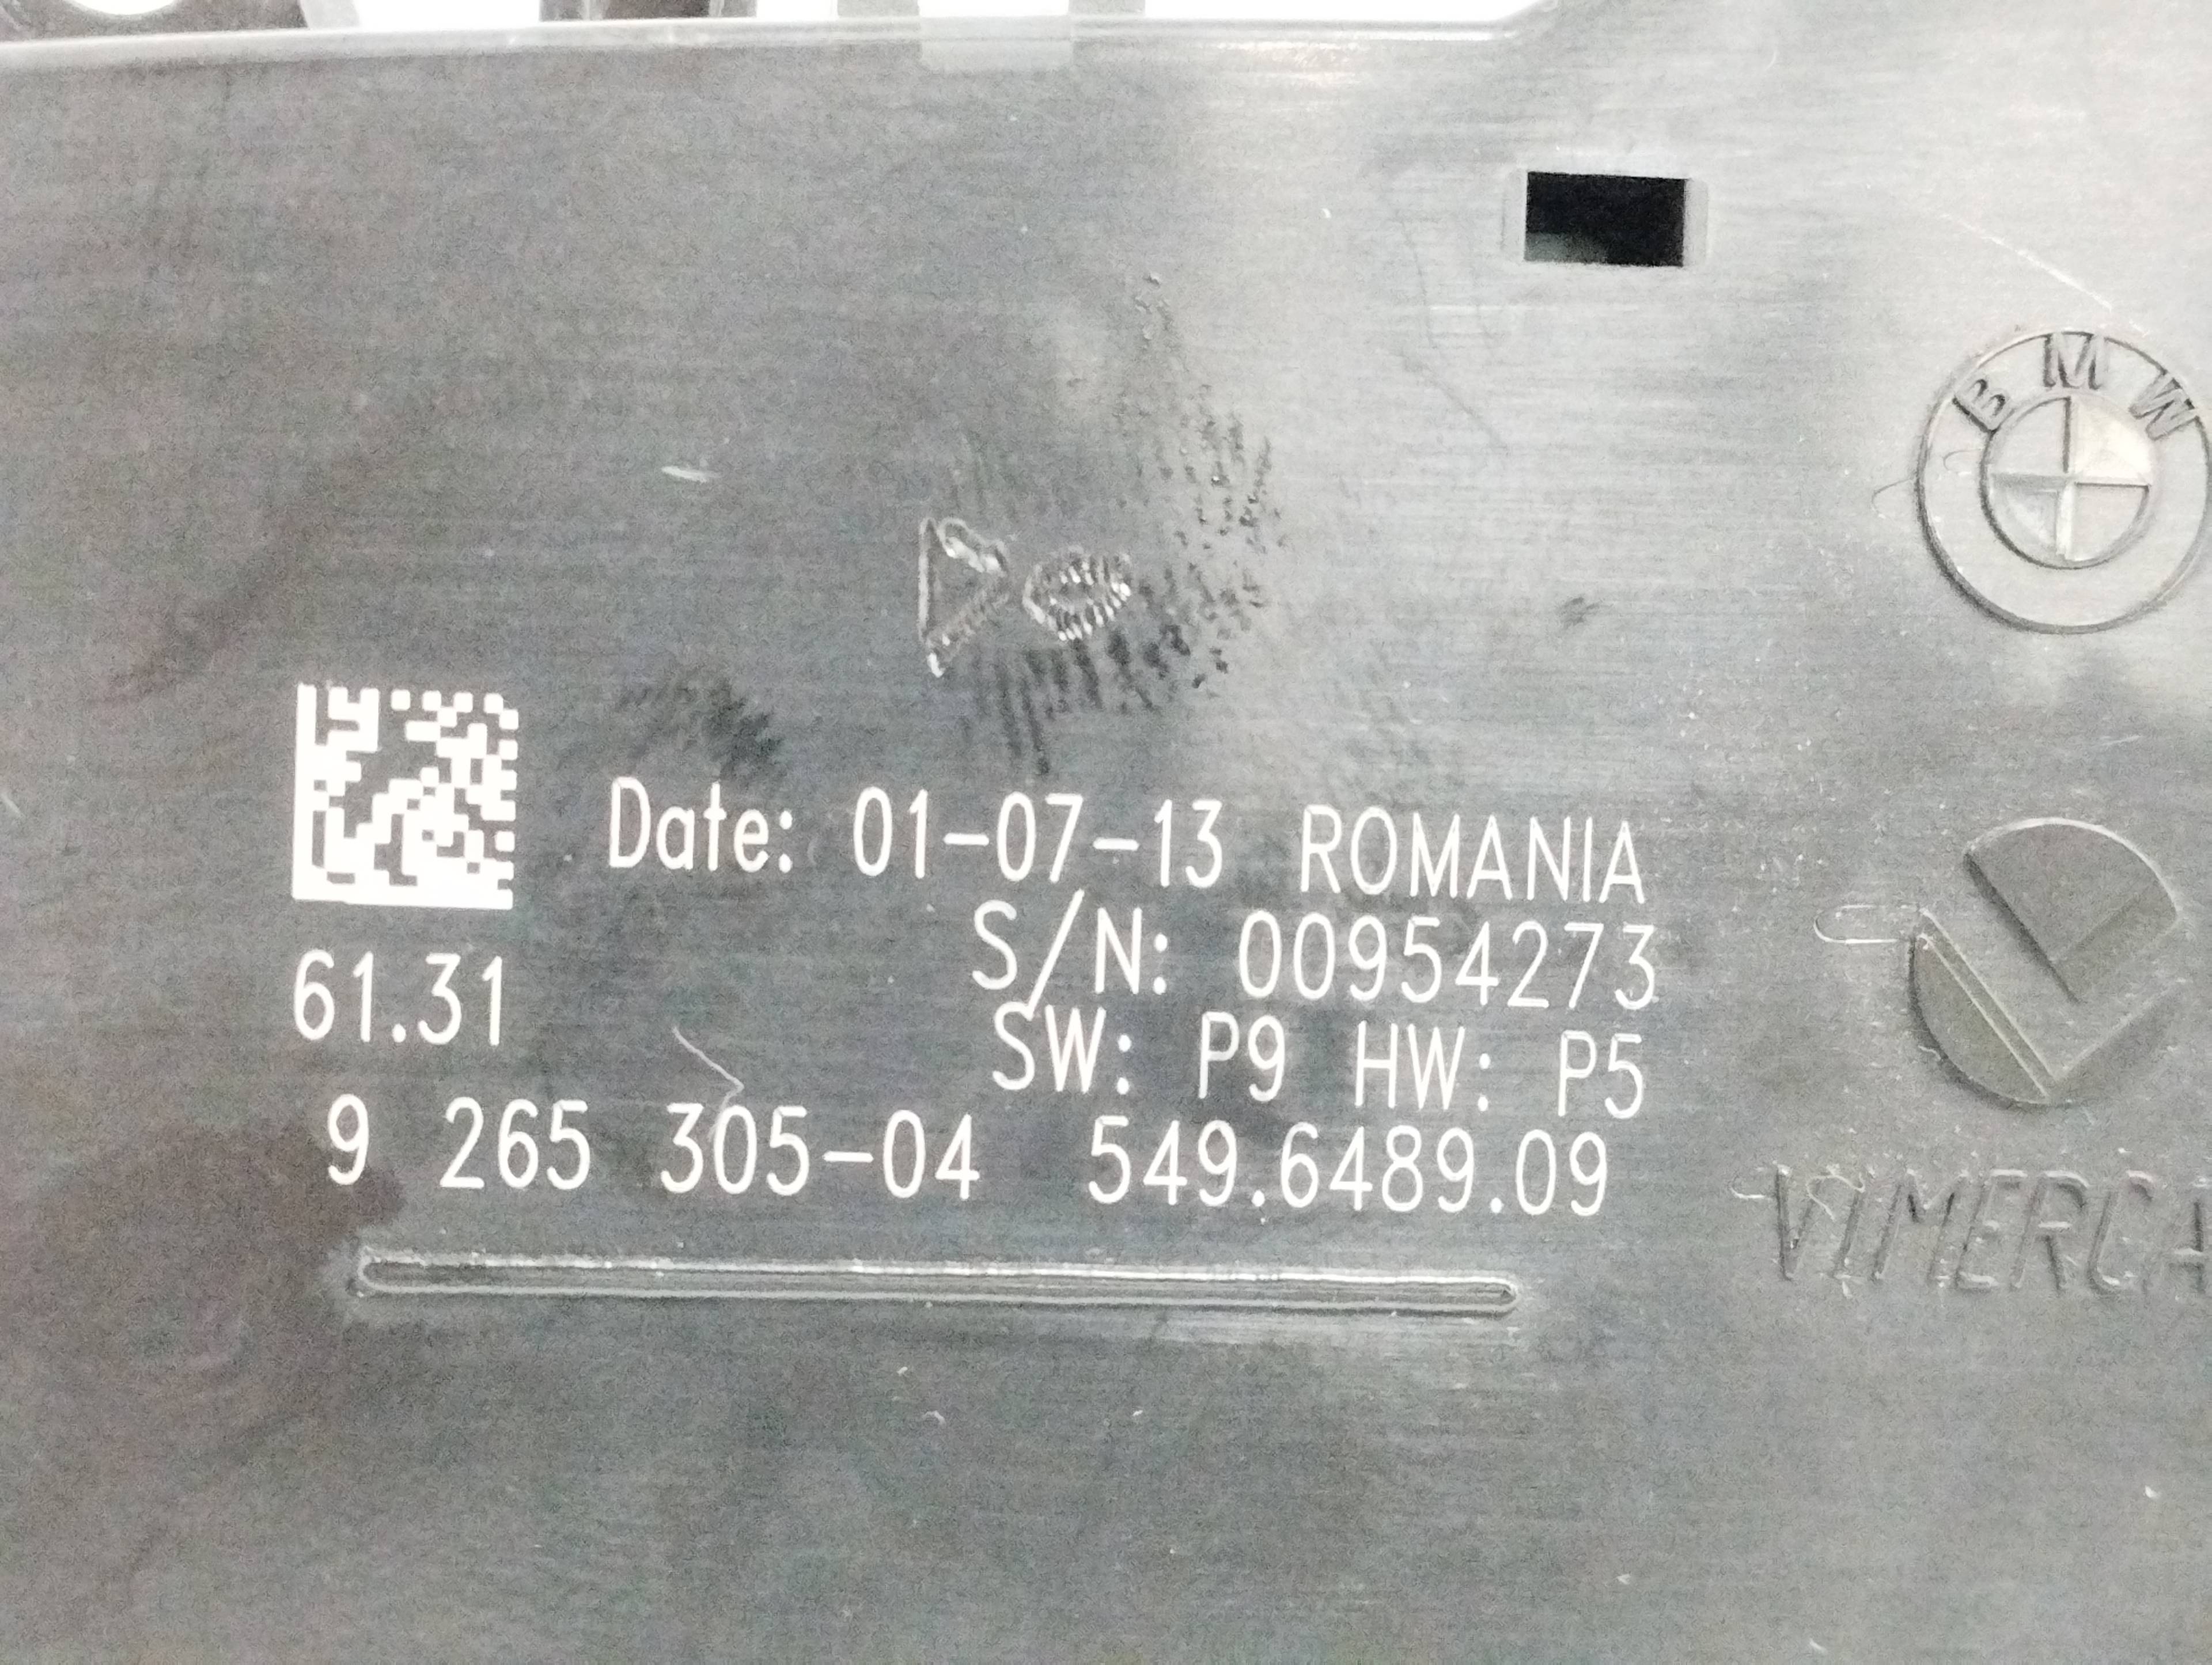 BMW
Date: 01-07-13 ROMANIA
S/N: 00954273
61.31
SW: P9 HW: P5
9 265 305-04 549.6489.09
VIMERCA